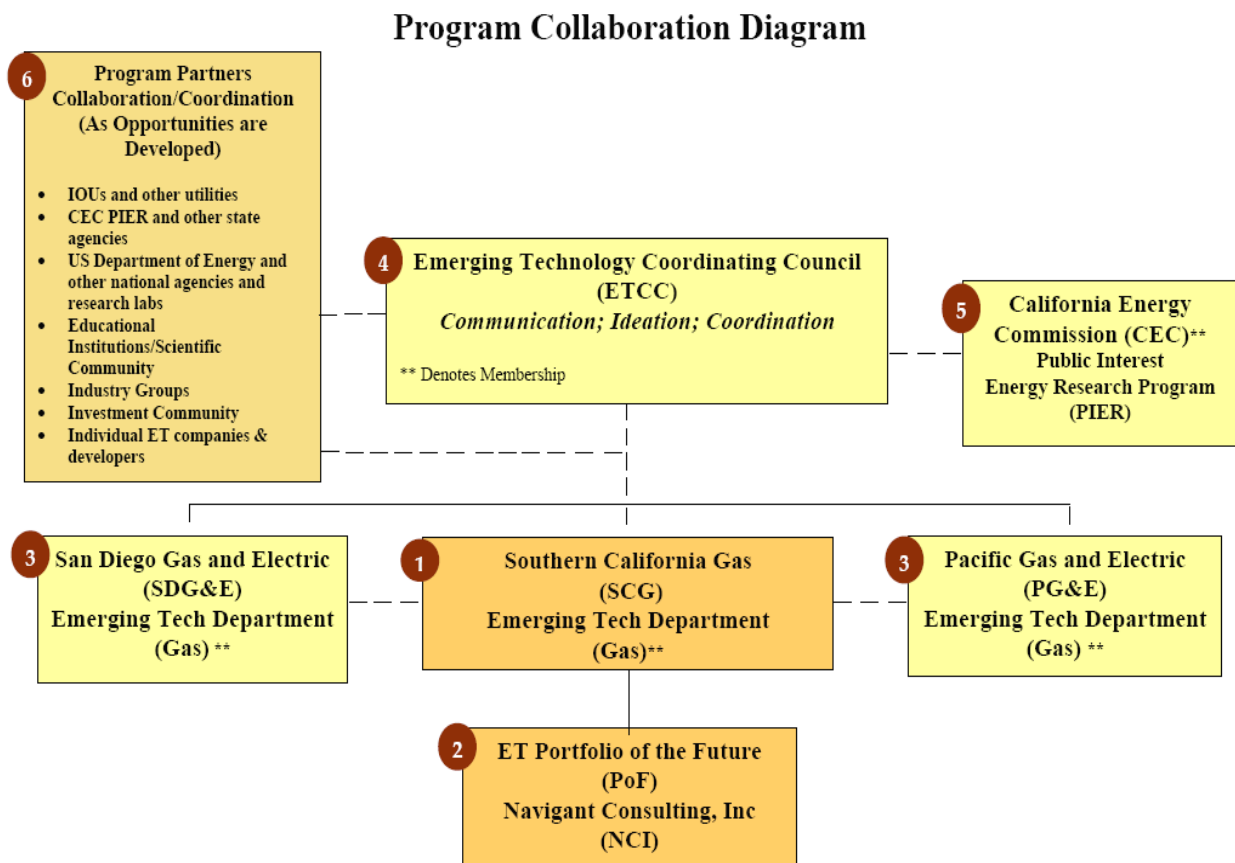 Program Collaboration Diagram
6
Program Partners
Collaboration/Coordination
(As Opportunities are
Developed)
• IOUs and other utilities
• CEC PIER and other state
agencies
• US Department of Energy and
other national agencies and
research labs
• Educational
Institutions/Scientific
Community
• Industry Groups
• Investment Community
• Individual ET companies &
developers
4
Emerging Technology Coordinating Council
(ETCC)
Communication; Ideation; Coordination
** Denotes Membership
5
California Energy
Commission (CEC)**
Public Interest
Energy Research Program
(PIER)
3
San Diego Gas and Electric
(SDG&E)
Emerging Tech Department
(Gas) **
1
Southern California Gas
(SCG)
Emerging Tech Department
(Gas)**
3
Pacific Gas and Electric
(PG&E)
Emerging Tech Department
(Gas) **
2
ET Portfolio of the Future
(PoF)
Navigant Consulting, Inc
(NCI)